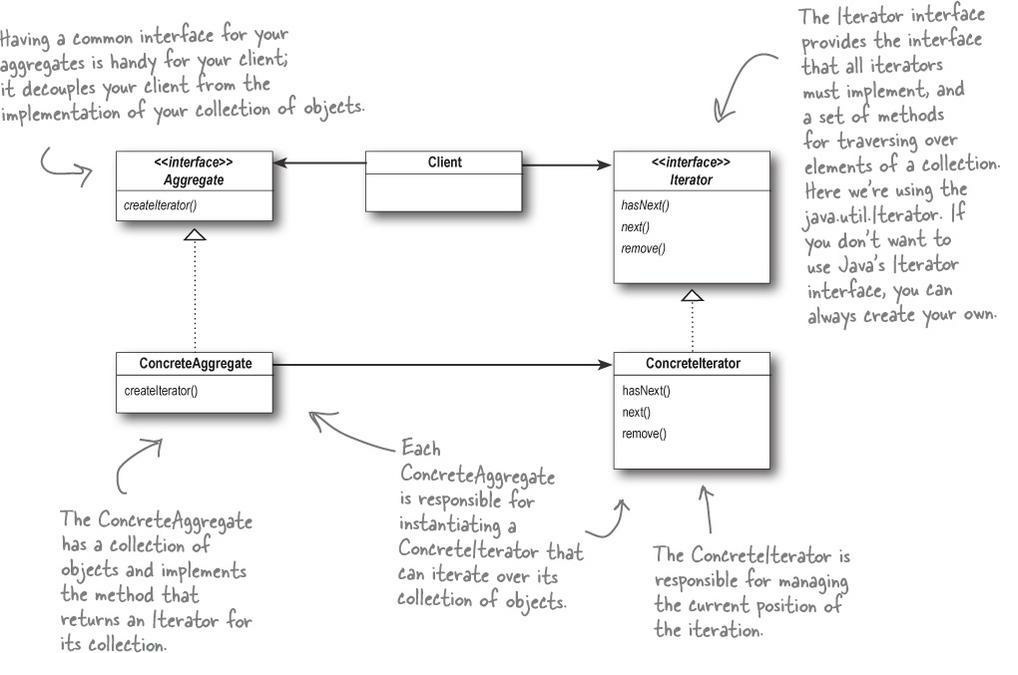 Having a common interface for your
aggregates is handy for your client;
it decouples your client from the
implementation of your collection of objects.
The Iterator interface
provides the interface
that all iterators
must implement, and
a set of methods
for traversing over
elements of a collection.
Here we're using the
java.util.Iterator. If
you don't want to
use Java's Iterator
interface, you can
always create your own.
<<interface>>
Aggregate
createIterator()
Client
<<interface>>
Iterator
hasNext()
next()
remove()
ConcreteAggregate
createIterator()
ConcreteIterator
hasNext()
next()
remove()
The ConcreteAggregate
has a collection of
objects and implements
the method that
returns an Iterator for
its collection.
Each
ConcreteAggregate
is responsible for
instantiating a
ConcreteIterator that
can iterate over its
collection of objects.
The ConcreteIterator is
responsible for managing
the current position of
the iteration.